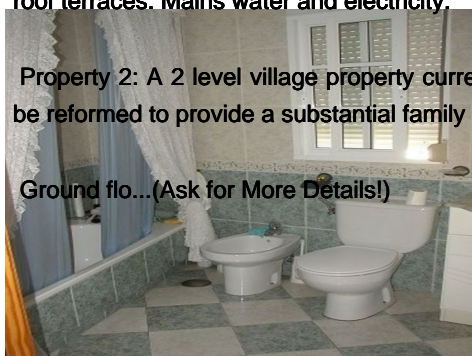 roof terraces. Mains water and electricity.
Property 2: A 2 level village property curre
be reformed to provide a substantial family
Ground flo...(Ask for More Details!)